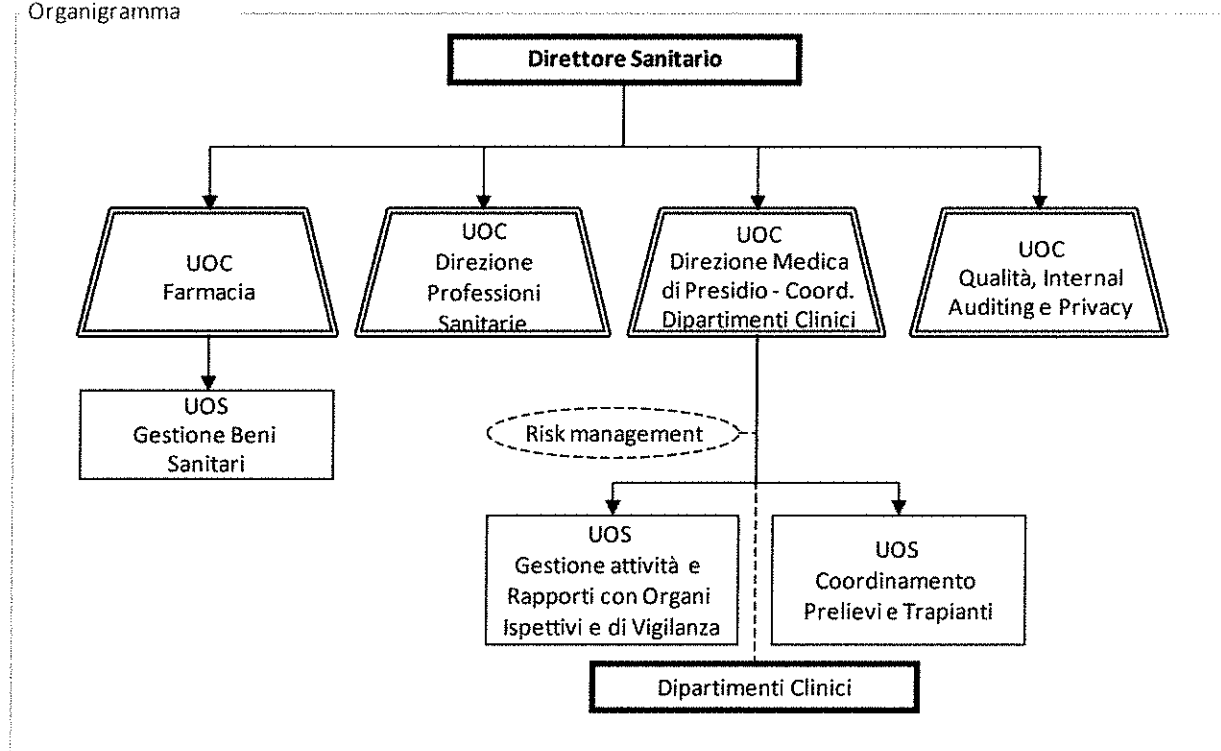 Organigramma
Direttore Sanitario
UOC
Farmacia
UOC
Direzione
Professioni
Sanitarie
UOC
Direzione Medica
di Presidio - Coord.
Dipartimenti Clinici
UOC
Qualità, Internal
Auditing e Privacy
UOS
Gestione Beni
Sanitari
Risk management
UOS
Gestione attività e
Rapporti con Organi
Ispettivi e di Vigilanza
UOS
Coordinamento
Prelievi e Trapianti
Dipartimenti Clinici